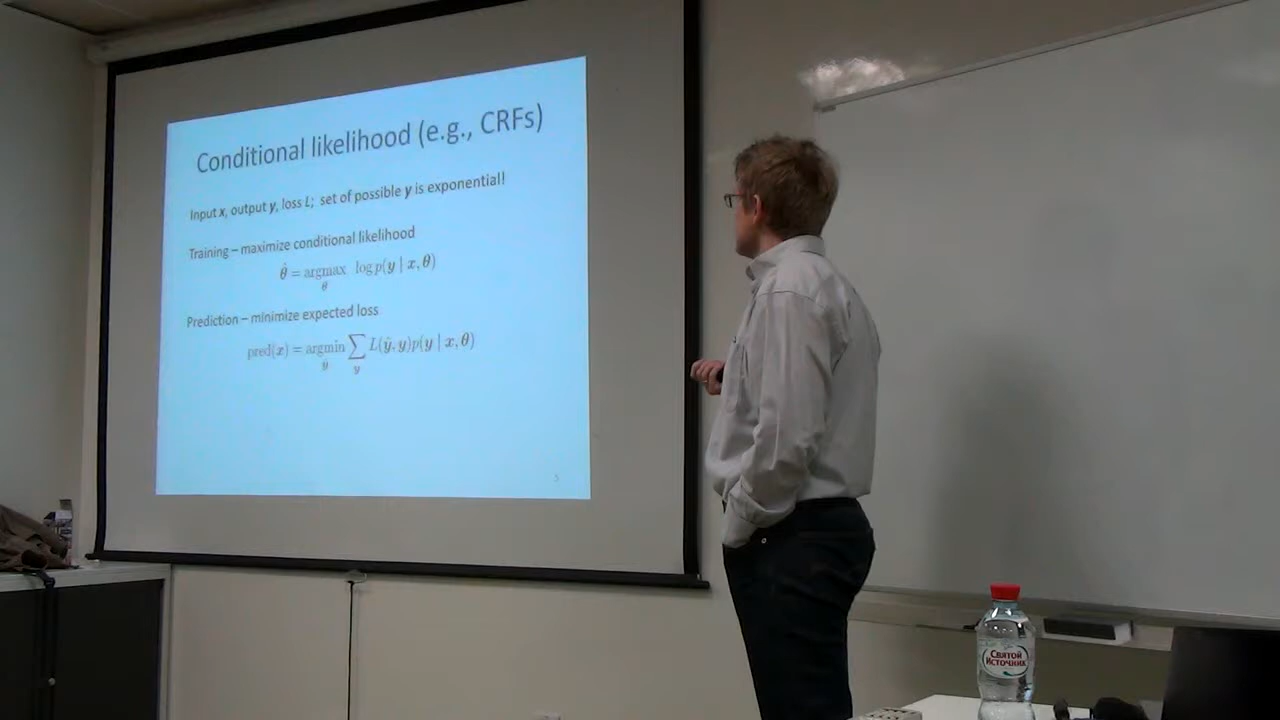 Conditional likelihood (e.g., CRFs)
Input x, output y, loss L; set of possible y is exponential!
Training – maximize conditional likelihood
θ̂ = argmax log p(y | x, θ)
θ
Prediction – minimize expected loss
pred(x) = argmin ∑ L(ŷ, y)p(y | x, θ)
ŷ y
5
Святой
Источник